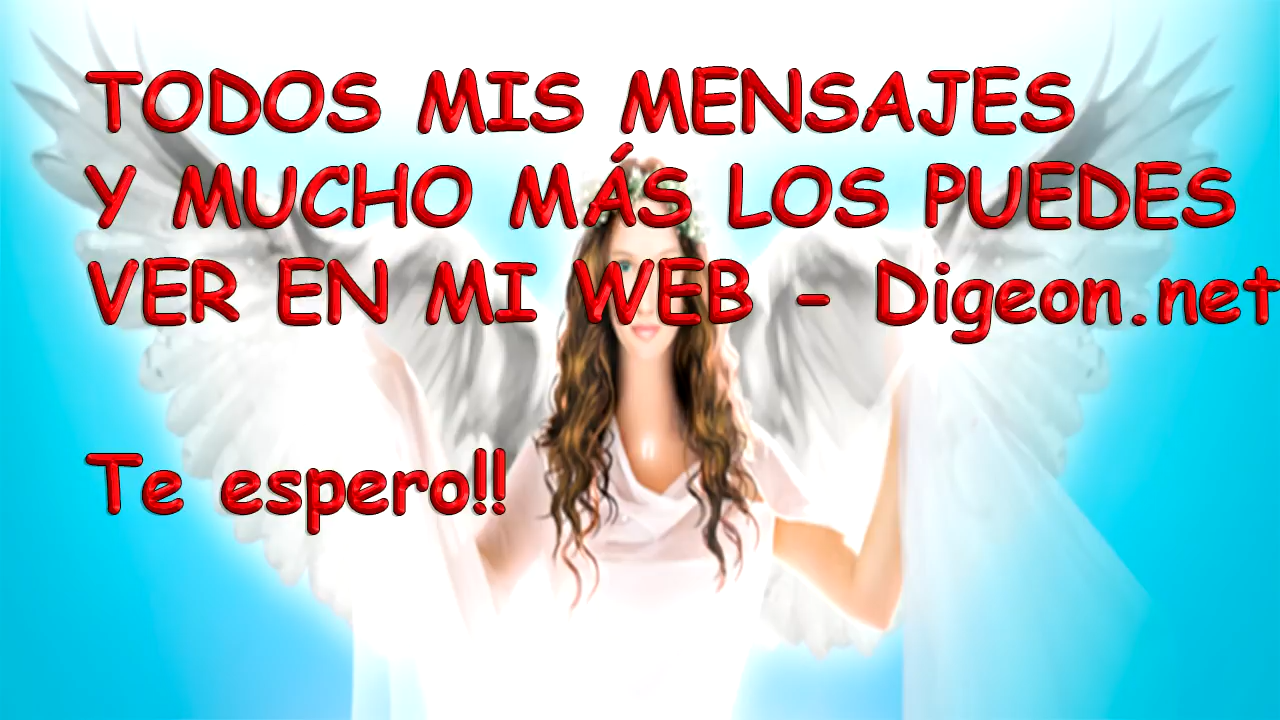 TODOS MIS MENSAJES
Y MUCHO MÁS LOS PUEDES
VER EN MI WEB - Digeon.net
Te espero!!